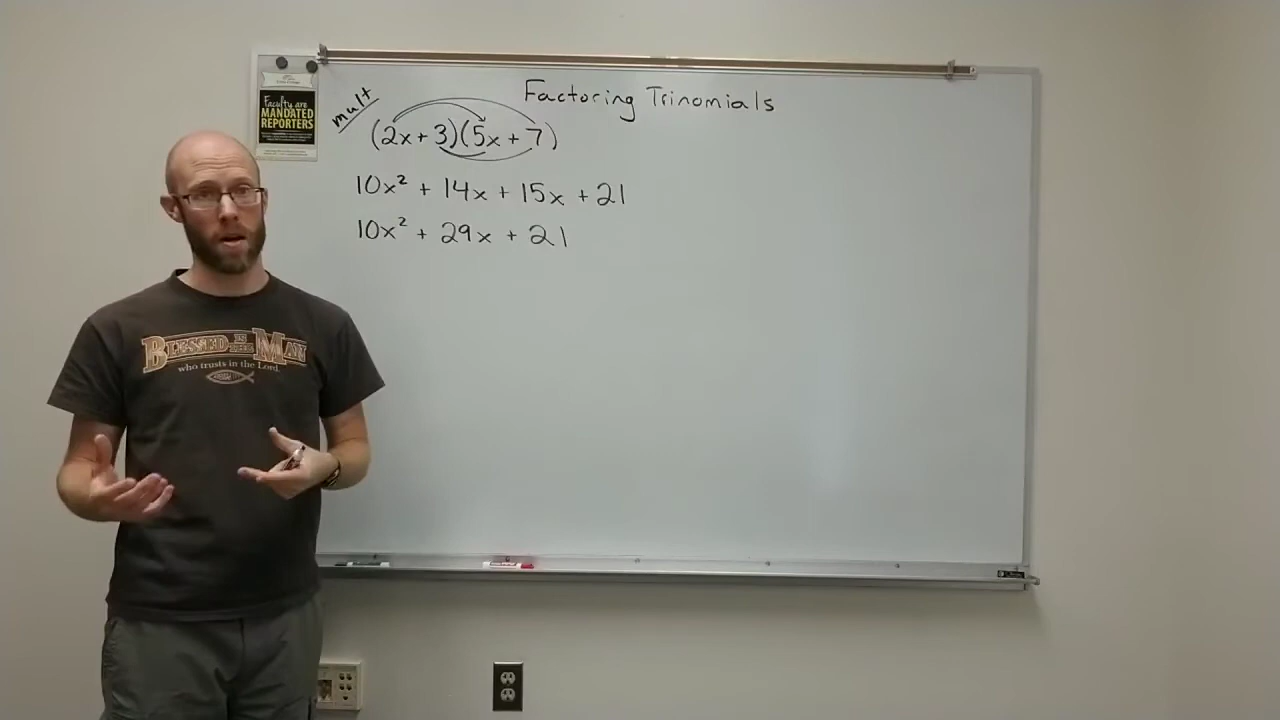 Factoring Trinomials
mult
(2x + 3)(5x + 7)
10x² + 14x + 15x + 21
10x² + 29x + 21
Faculty are
MANDATED
REPORTERS
BLESSED IS THE MAN
who trusts in the Lord.